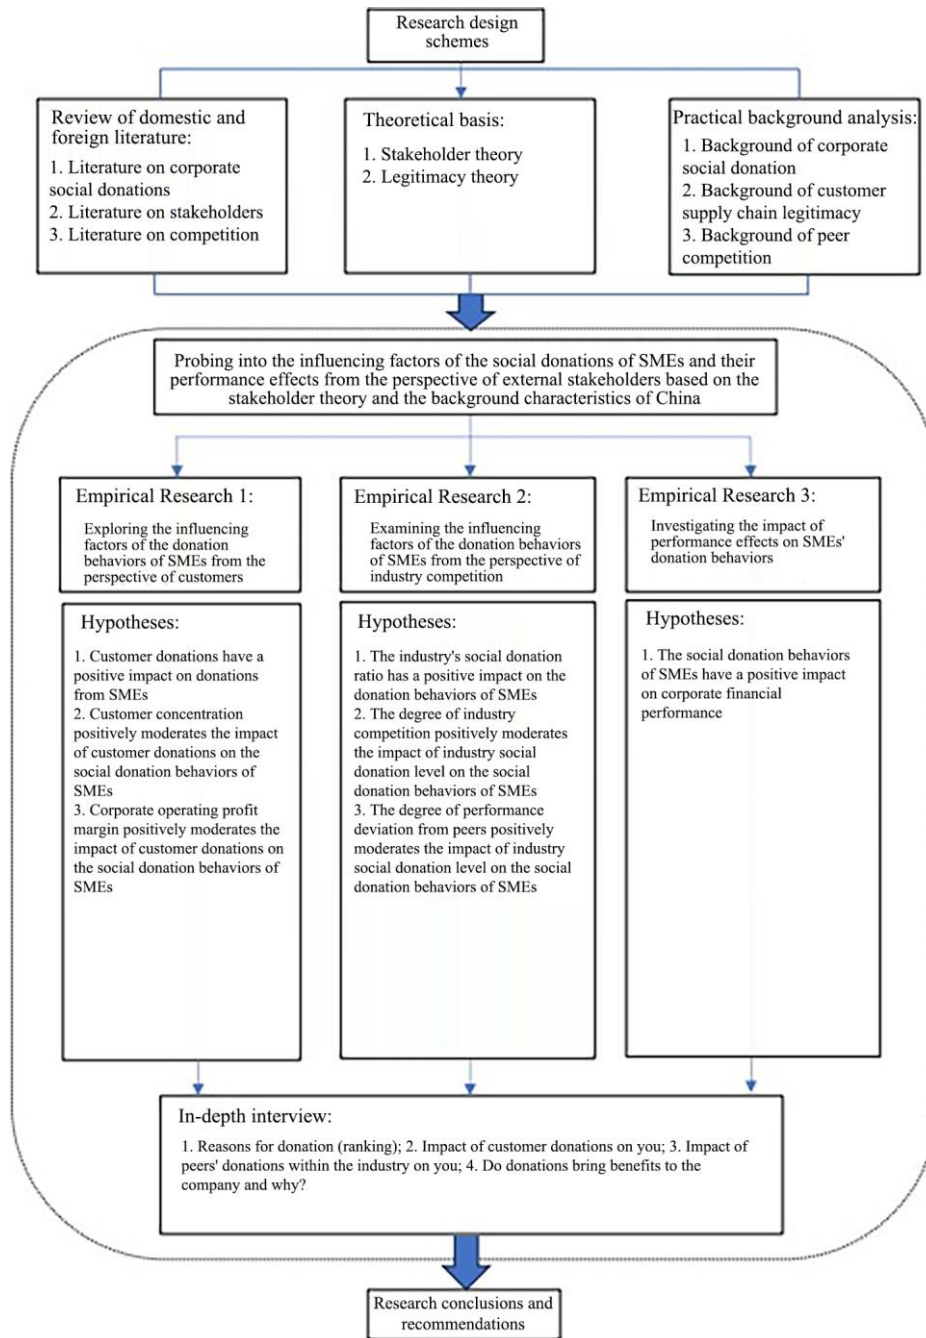 Research design
schemes
Review of domestic and
foreign literature:
1. Literature on corporate
social donations
2. Literature on stakeholders
3. Literature on competition
Theoretical basis:
1. Stakeholder theory
2. Legitimacy theory
Practical background analysis:
1. Background of corporate
social donation
2. Background of customer
supply chain legitimacy
3. Background of peer
competition
Probing into the influencing factors of the social donations of SMEs and their
performance effects from the perspective of external stakeholders based on the
stakeholder theory and the background characteristics of China
Empirical Research 1:
Exploring the influencing
factors of the donation
behaviors of SMEs from the
perspective of customers
Empirical Research 2:
Examining the influencing
factors of the donation behaviors
of SMEs from the perspective of
industry competition
Empirical Research 3:
Investigating the impact of
performance effects on SMEs'
donation behaviors
Hypotheses:
1. Customer donations have a
positive impact on donations
from SMEs
2. Customer concentration
positively moderates the impact
of customer donations on the
social donation behaviors of
SMEs
3. Corporate operating profit
margin positively moderates the
impact of customer donations on
the social donation behaviors of
SMEs
Hypotheses:
1. The industry's social donation
ratio has a positive impact on the
donation behaviors of SMEs
2. The degree of industry
competition positively moderates
the impact of industry social
donation level on the social
donation behaviors of SMEs
3. The degree of performance
deviation from peers positively
moderates the impact of industry
social donation level on the social
donation behaviors of SMEs
Hypotheses:
1. The social donation behaviors
of SMEs have a positive impact
on corporate financial
performance
In-depth interview:
1. Reasons for donation (ranking); 2. Impact of customer donations on you; 3. Impact of
peers' donations within the industry on you; 4. Do donations bring benefits to the
company and why?
Research conclusions and
recommendations